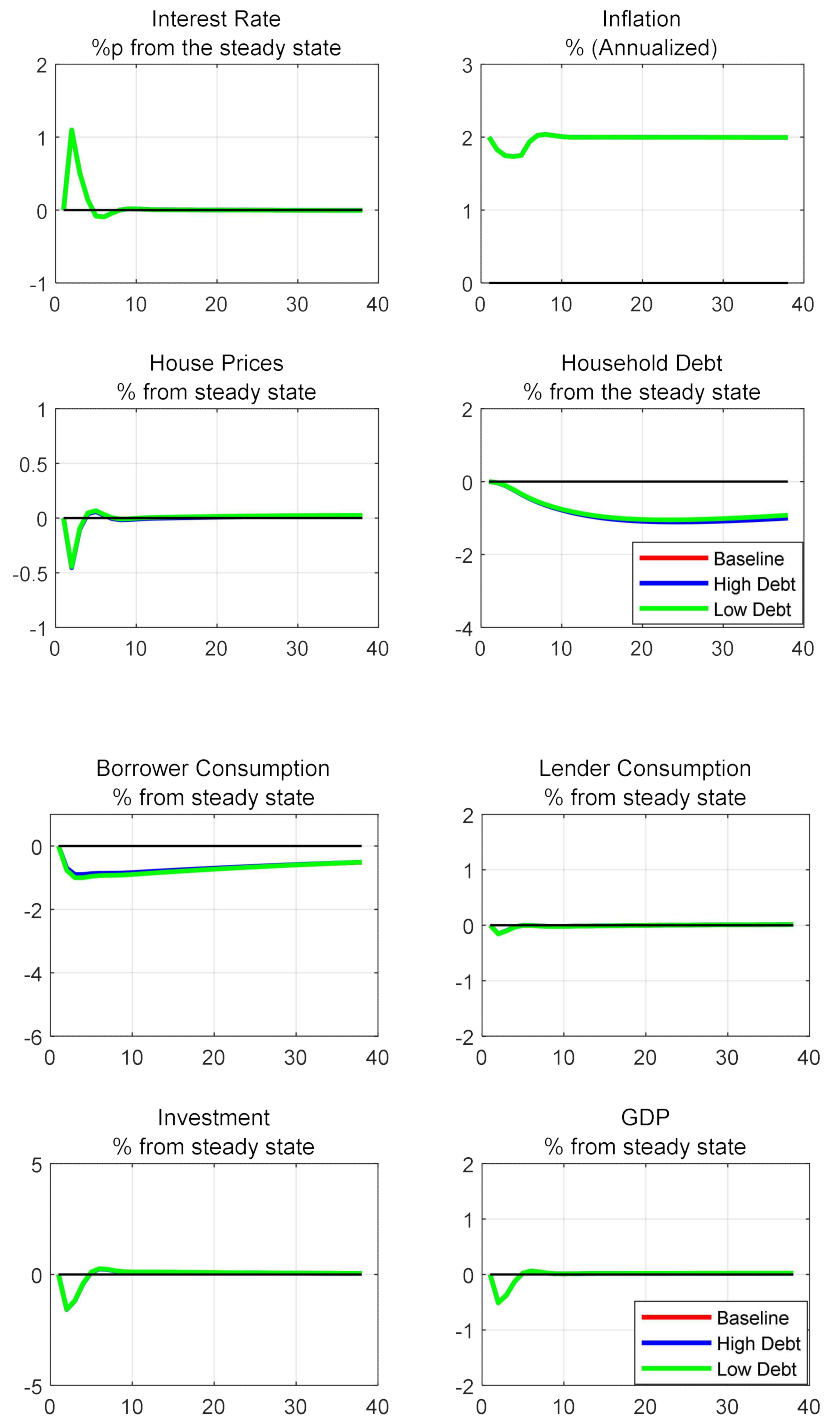 Interest Rate
%p from the steady state
2
1
0
-1
0 10 20 30 40
Inflation
% (Annualized)
3
2
1
0
0 10 20 30 40
House Prices
% from steady state
1
0.5
0
-0.5
-1
0 10 20 30 40
Household Debt
% from the steady state
2
0
-2
-4
0 10 20 30 40
Baseline
High Debt
Low Debt
Borrower Consumption
% from steady state
0
-2
-4
-6
0 10 20 30 40
Lender Consumption
% from steady state
2
1
0
-1
-2
0 10 20 30 40
Investment
% from steady state
5
0
-5
0 10 20 30 40
GDP
% from steady state
2
1
0
-1
-2
0 10 20 30 40
Baseline
High Debt
Low Debt